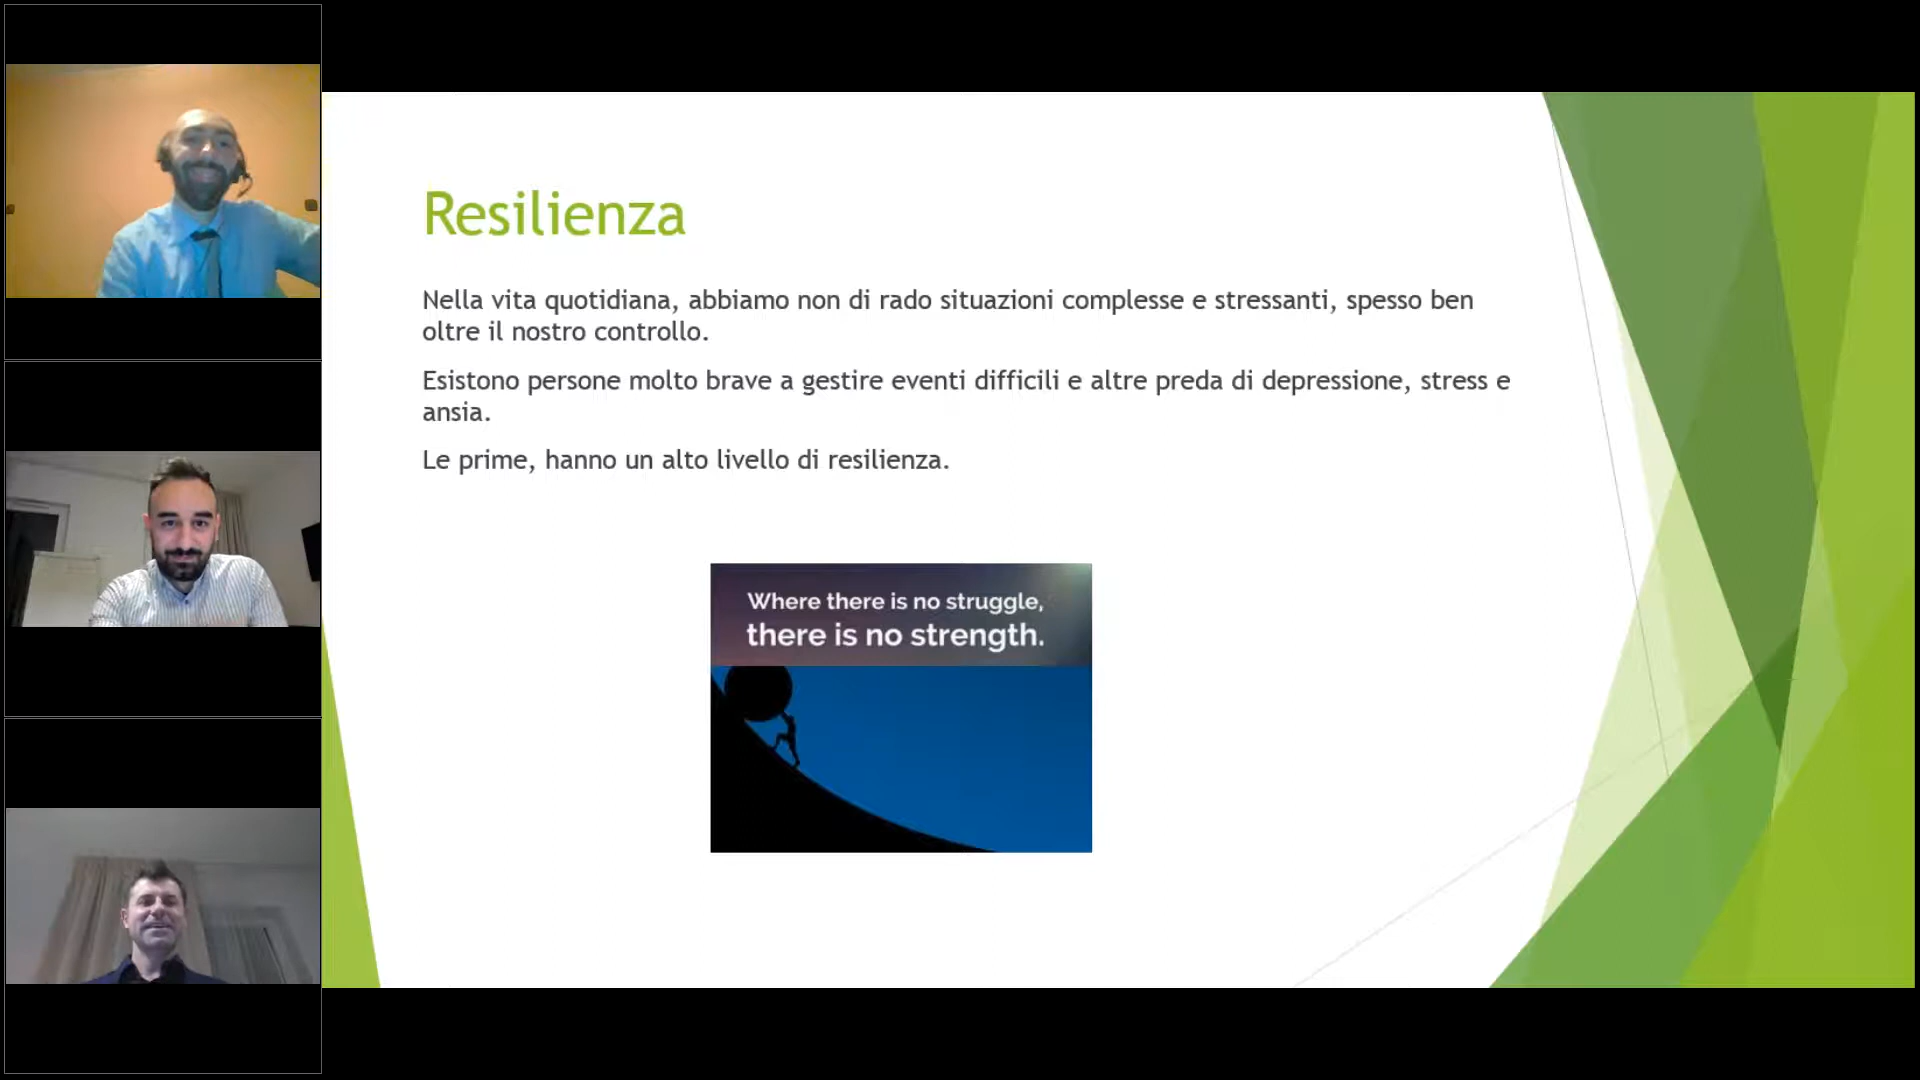 Resilienza
Nella vita quotidiana, abbiamo non di rado situazioni complesse e stressanti, spesso ben
oltre il nostro controllo.
Esistono persone molto brave a gestire eventi difficili e altre preda di depressione, stress e
ansia.
Le prime, hanno un alto livello di resilienza.
Where there is no struggle,
there is no strength.